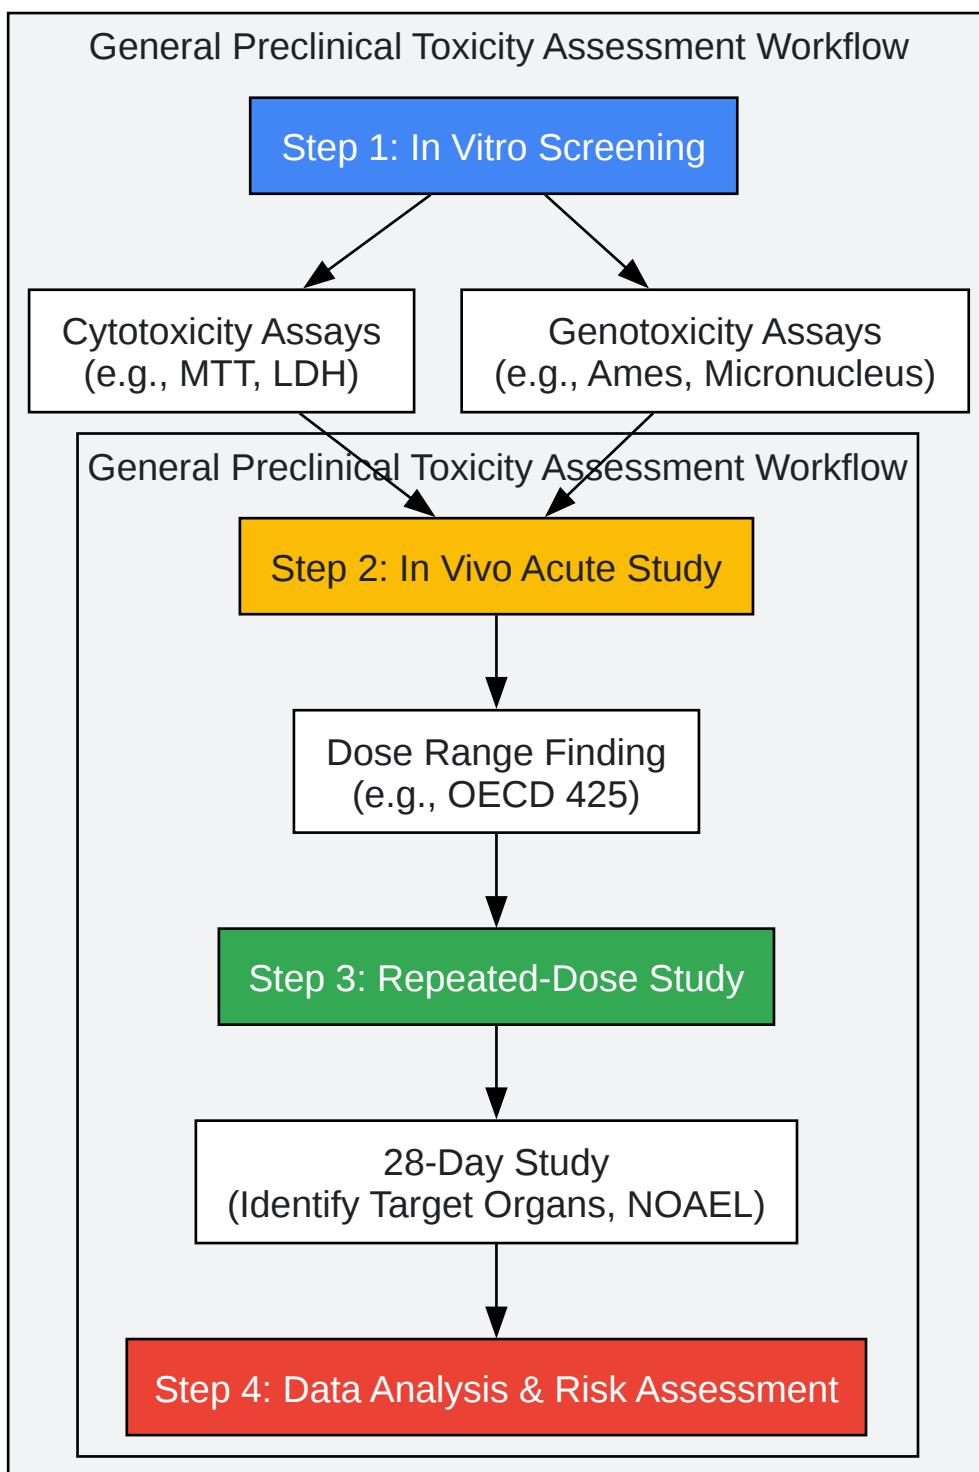 General Preclinical Toxicity Assessment Workflow
Step 1: In Vitro Screening
Cytotoxicity Assays
(e.g., MTT, LDH)
Genotoxicity Assays
(e.g., Ames, Micronucleus)
General Preclinical Toxicity Assessment Workflow
Step 2: In Vivo Acute Study
Dose Range Finding
(e.g., OECD 425)
Step 3: Repeated-Dose Study
28-Day Study
(Identify Target Organs, NOAEL)
Step 4: Data Analysis & Risk Assessment